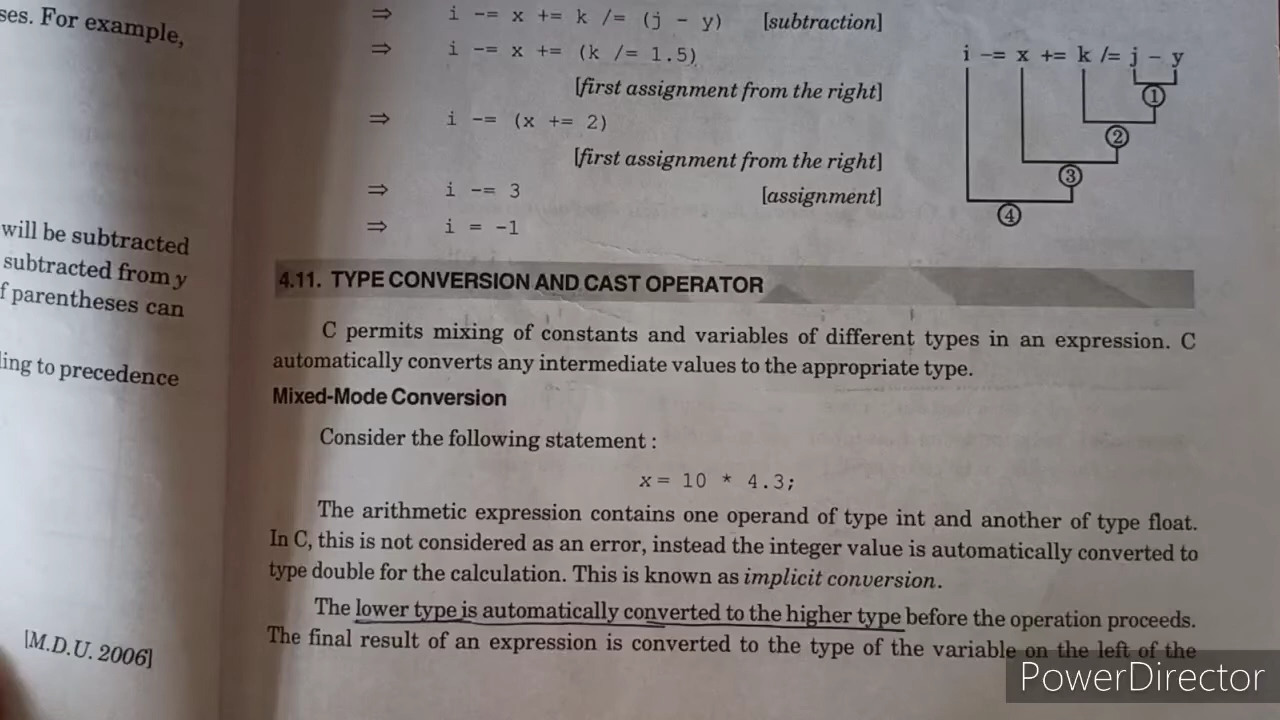 ses. For example,
will be subtracted
subtracted from y
f parentheses can
ling to precedence
[M.D.U. 2006]
⇒ i -= x += k /= (j - y) [subtraction]
⇒ i -= x += (k /= 1.5)
[first assignment from the right]
⇒ i -= (x += 2)
[first assignment from the right]
⇒ i -= 3 [assignment]
⇒ i = -1
i -= x += k /= j - y
①
②
③
④
4.11. TYPE CONVERSION AND CAST OPERATOR
C permits mixing of constants and variables of different types in an expression. C
automatically converts any intermediate values to the appropriate type.
Mixed-Mode Conversion
Consider the following statement :
x = 10 * 4.3;
The arithmetic expression contains one operand of type int and another of type float.
In C, this is not considered as an error, instead the integer value is automatically converted to
type double for the calculation. This is known as implicit conversion.
The lower type is automatically converted to the higher type before the operation proceeds.
The final result of an expression is converted to the type of the variable on the left of the
PowerDirector